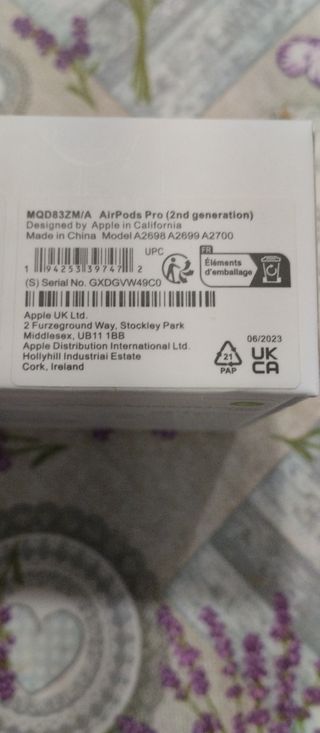 MQD83ZM/A AirPods Pro (2nd generation)
Designed by Apple in California
Made in China Model A2698 A2699 A2700
UPC
1 94253 39747 2
FR
Éléments
d'emballage
(S) Serial No. GXDGVW49C0
Apple UK Ltd.
2 Furzeground Way, Stockley Park
Middlesex, UB11 1BB
Apple Distribution International Ltd.
Hollyhill Industriai Estate
Cork, Ireland
21
PAP
06/2023
UK
CA